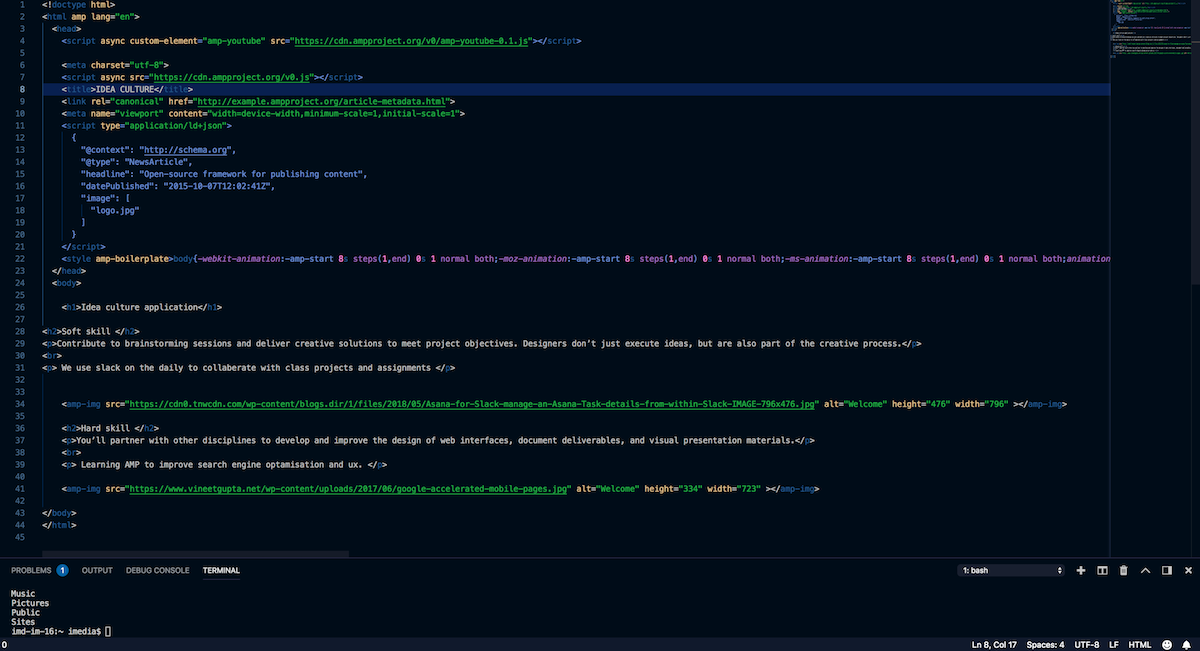 1 <!doctype html>
2 <html amp lang="en">
3 <head>
4 <script async custom-element="amp-youtube" src="https://cdn.ampproject.org/v0/amp-youtube-0.1.js"></script>
5
6 <meta charset="utf-8">
7 <script async src="https://cdn.ampproject.org/v0.js"></script>
8 <title>IDEA CULTURE</title>
9 <link rel="canonical" href="http://example.ampproject.org/article-metadata.html">
10 <meta name="viewport" content="width=device-width,minimum-scale=1,initial-scale=1">
11 <script type="application/ld+json">
12 {
13 "@context": "http://schema.org",
14 "@type": "NewsArticle",
15 "headline": "Open-source framework for publishing content",
16 "datePublished": "2015-10-07T12:02:41Z",
17 "image": [
18 "logo.jpg"
19 ]
20 }
21 </script>
22 <style amp-boilerplate>body{-webkit-animation:-amp-start 8s steps(1,end) 0s 1 normal both;-moz-animation:-amp-start 8s steps(1,end) 0s 1 normal both;-ms-animation:-amp-start 8s steps(1,end) 0s 1 normal both;animation
23 </head>
24 <body>
25
26 <h1>Idea culture application</h1>
27
28 <h2>Soft skill </h2>
29 <p>Contribute to brainstorming sessions and deliver creative solutions to meet project objectives. Designers don’t just execute ideas, but are also part of the creative process.</p>
30 <br>
31 <p> We use slack on the daily to collaberate with class projects and assignments </p>
32
33
34 <amp-img src="https://cdn0.tnwcdn.com/wp-content/blogs.dir/1/files/2018/05/Asana-for-Slack-manage-an-Asana-Task-details-from-within-Slack-IMAGE-796x476.jpg" alt="Welcome" height="476" width="796" ></amp-img>
35
36 <h2>Hard skill </h2>
37 <p>You’ll partner with other disciplines to develop and improve the design of web interfaces, document deliverables, and visual presentation materials.</p>
38 <br>
39 <p> Learning AMP to improve search engine optamisation and ux. </p>
40
41 <amp-img src="https://www.vineetgupta.net/wp-content/uploads/2017/06/google-accelerated-mobile-pages.jpg" alt="Welcome" height="334" width="723" ></amp-img>
42
43 </body>
44 </html>
45
PROBLEMS 1 OUTPUT DEBUG CONSOLE TERMINAL 1: bash
Music
Pictures
Public
Sites
imd-im-16:~ imedia$
0 Ln 8, Col 17 Spaces: 4 UTF-8 LF HTML